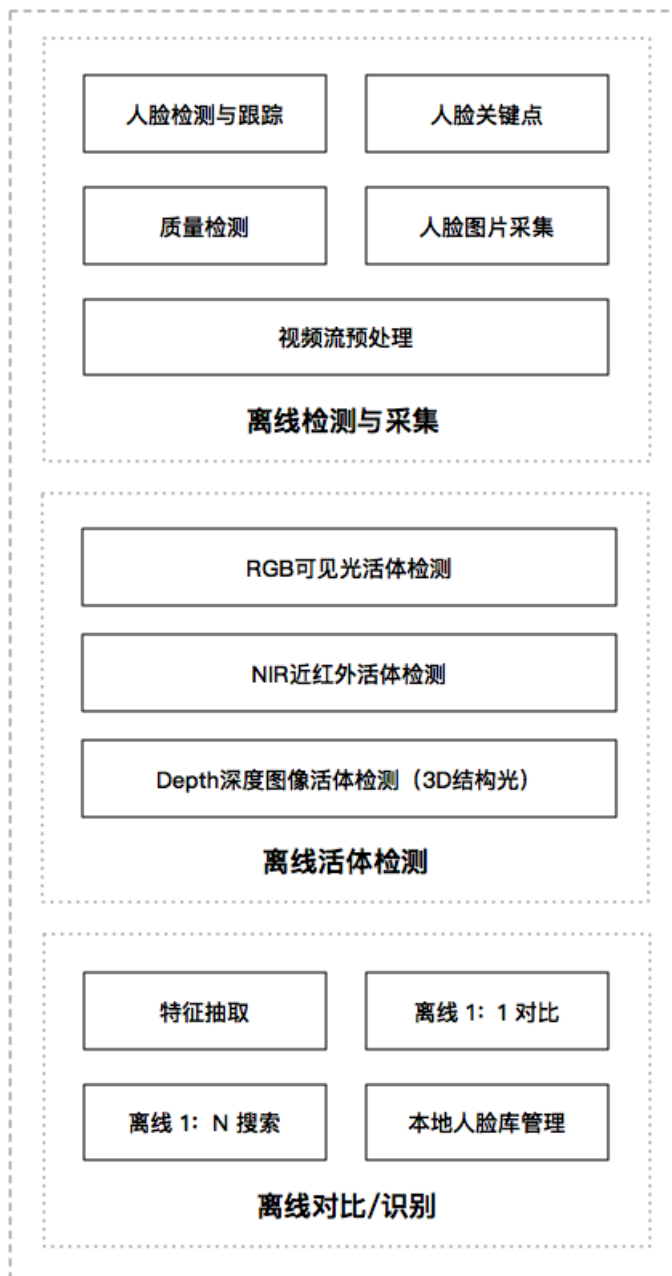 人脸检测与跟踪
人脸关键点
质量检测
人脸图片采集
视频流预处理
离线检测与采集
RGB可见光活体检测
NIR近红外活体检测
Depth深度图像活体检测（3D结构光）
离线活体检测
特征抽取
离线 1：1 对比
离线 1：N 搜索
本地人脸库管理
离线对比/识别